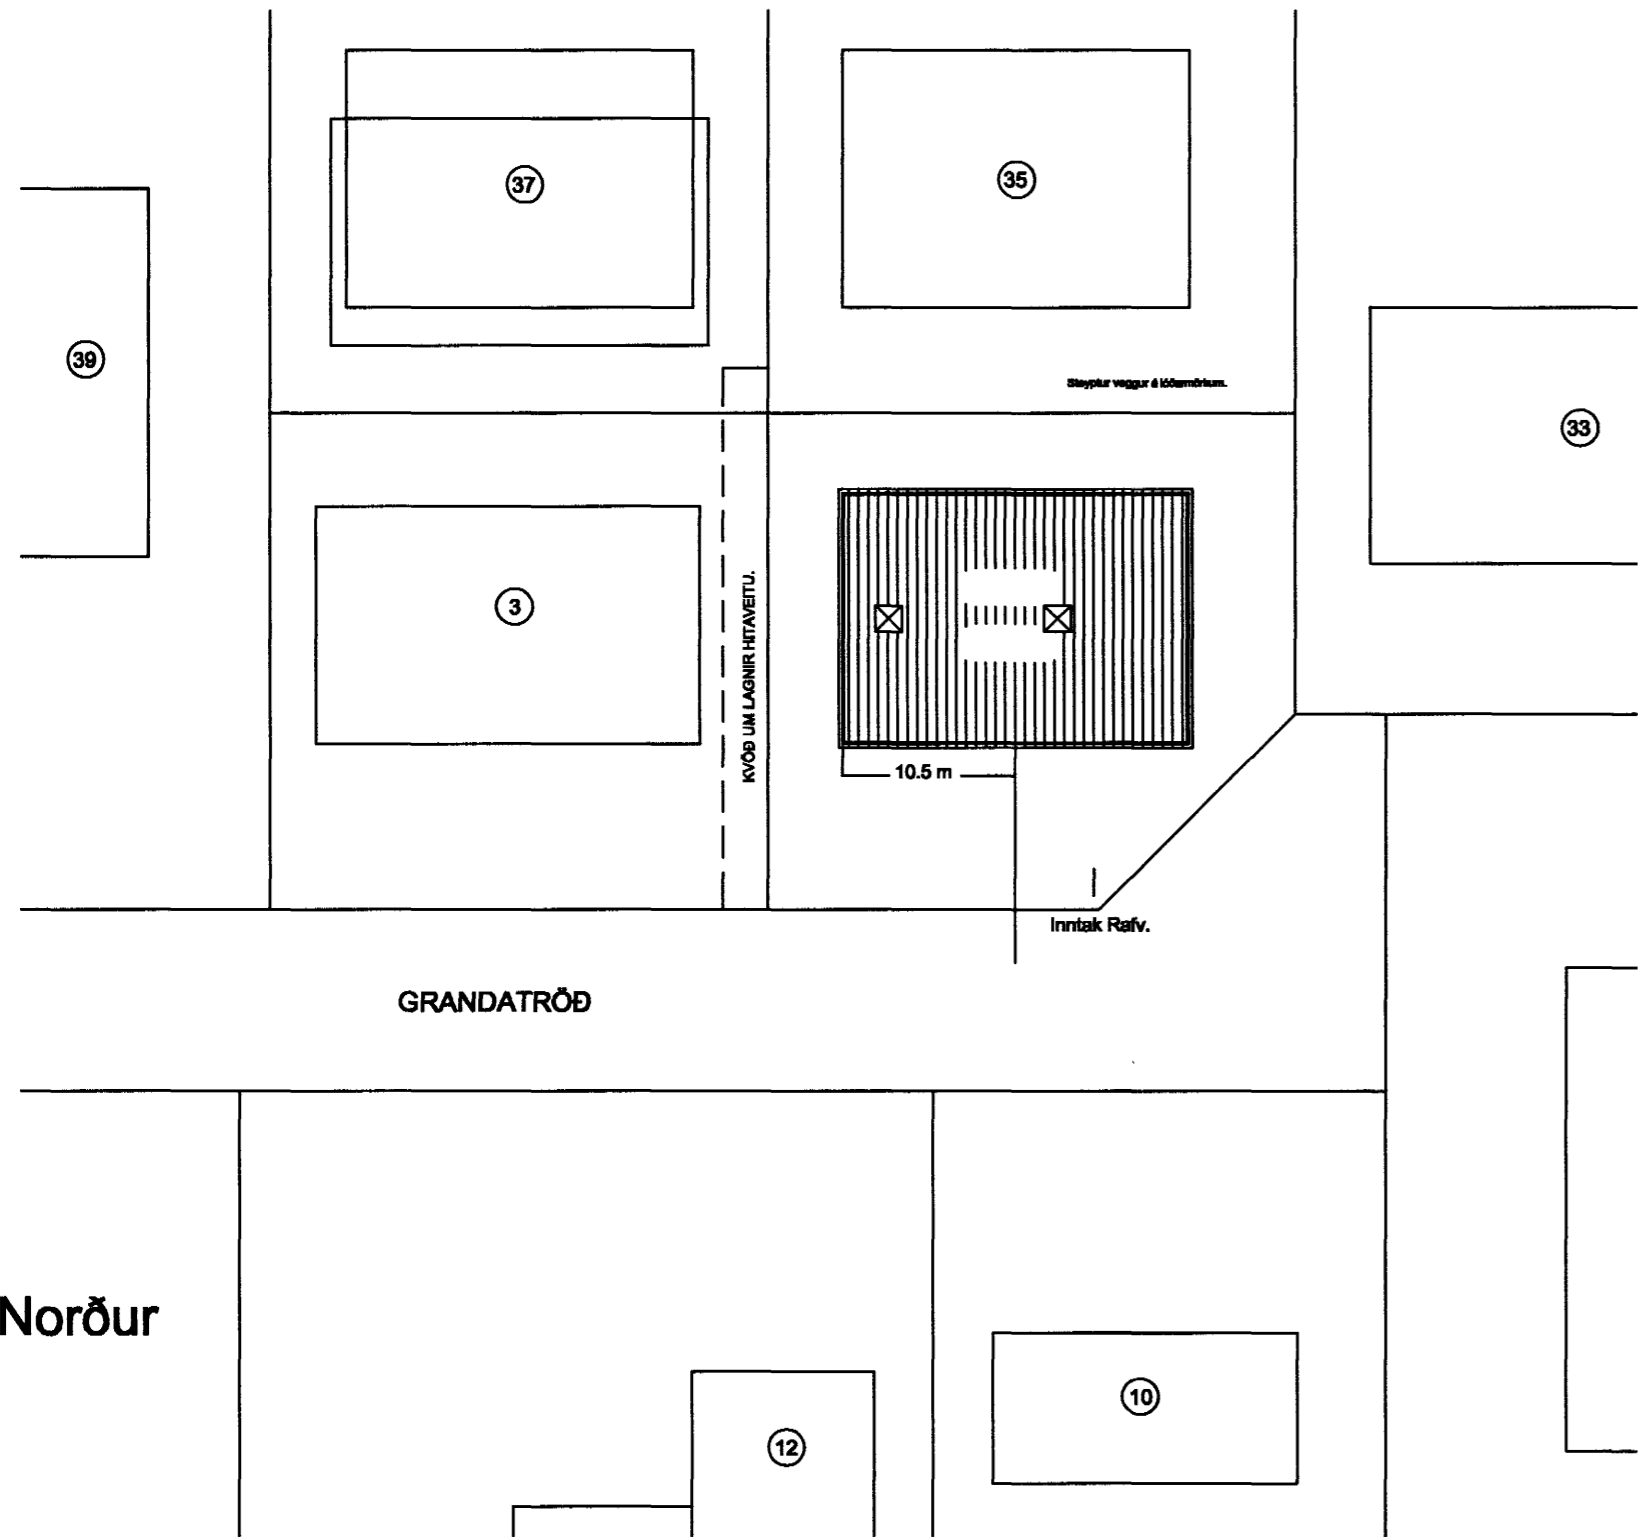 37
35
39
Steyptur veggur á lóðarmörkum.
33
3
KVÖÐ UM LAGNIR HITAVEITU.
10.5 m
Inntak Rafv.
GRANDATRÖÐ
Norður
10
12